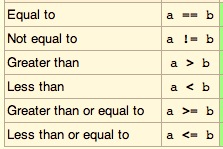 Equal to a == b
Not equal to a != b
Greater than a > b
Less than a < b
Greater than or equal to a >= b
Less than or equal to a <= b